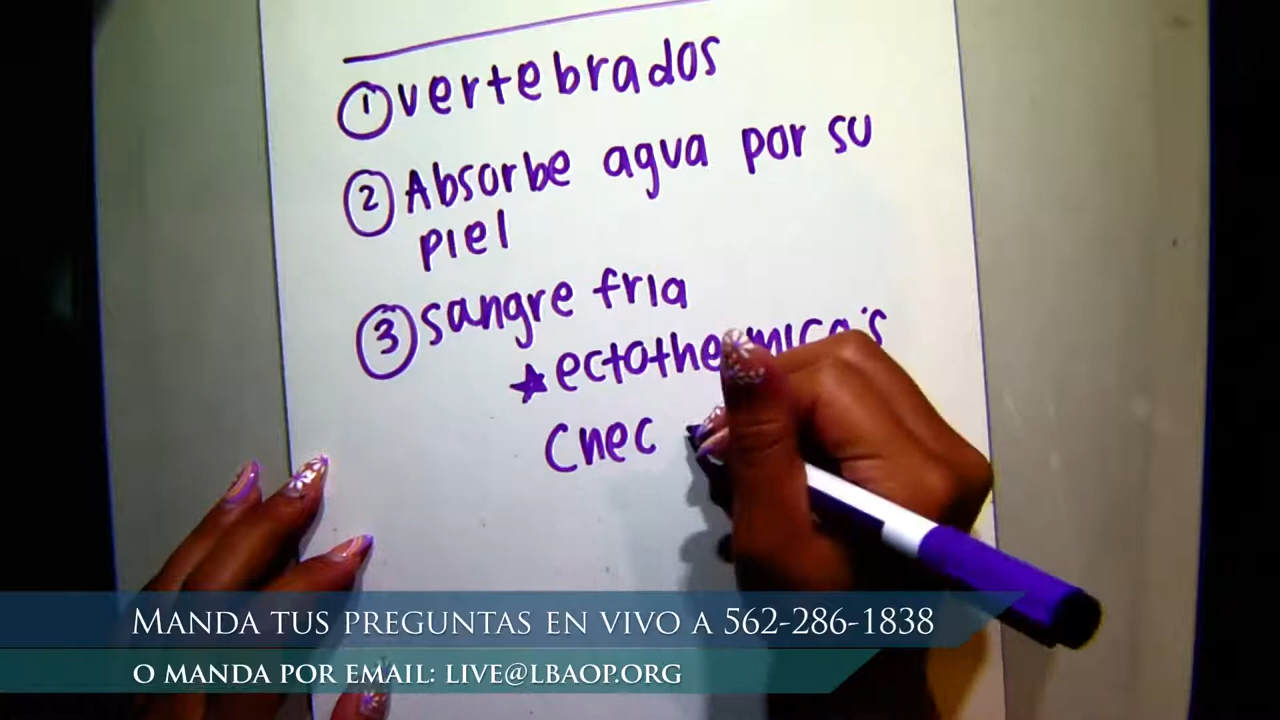 ① vertebrados
② Absorbe agua por su
piel
③ sangre fria
★ ectothermica's
Cnec
MANDA TUS PREGUNTAS EN VIVO A 562-286-1838
O MANDA POR EMAIL: LIVE@LBAOP.ORG